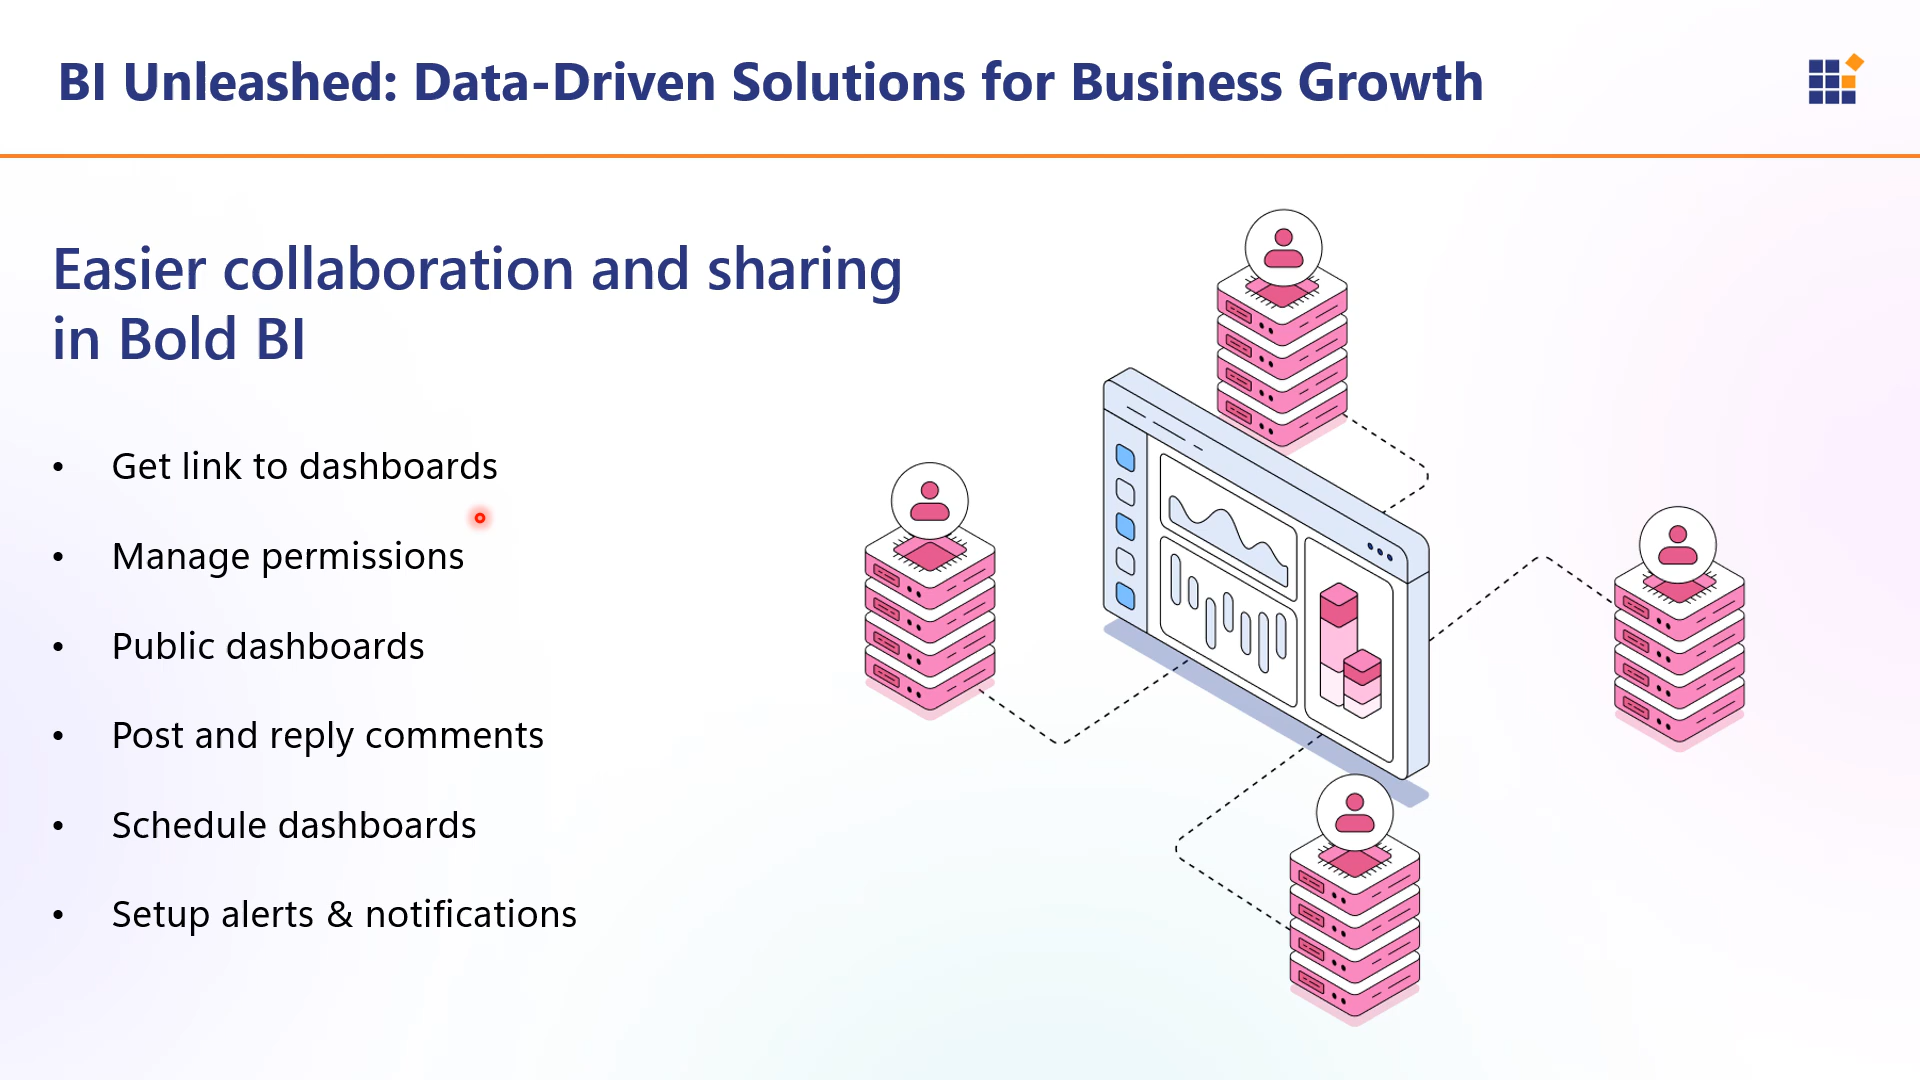 BI Unleashed: Data-Driven Solutions for Business Growth
Easier collaboration and sharing
in Bold BI
• Get link to dashboards
• Manage permissions
• Public dashboards
• Post and reply comments
• Schedule dashboards
• Setup alerts & notifications